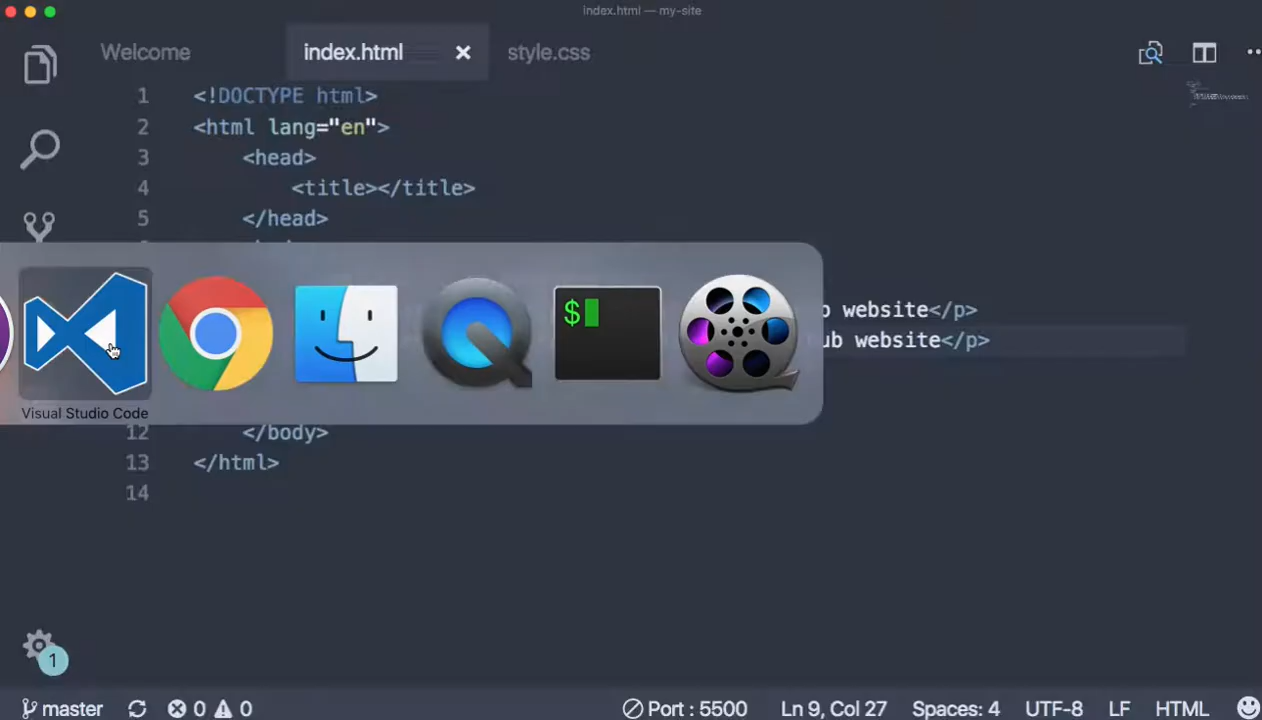 index.html — my-site
Welcome
index.html
style.css
1 <!DOCTYPE html>
2 <html lang="en">
3 <head>
4 <title></title>
5 </head>
website</p>
website</p>
$
Visual Studio Code
12 </body>
13 </html>
14
1
master 0 0 Port : 5500 Ln 9, Col 27 Spaces: 4 UTF-8 LF HTML